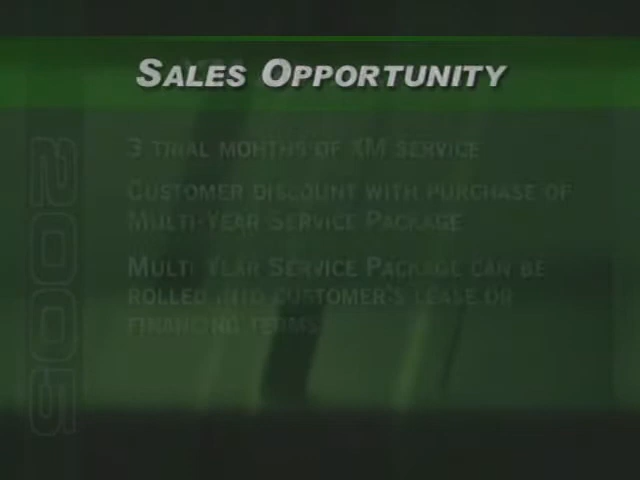 SALES OPPORTUNITY
3 TRIAL MONTHS OF XM SERVICE
CUSTOMER DISCOUNT WITH PURCHASE OF
MULTI-YEAR SERVICE PACKAGE
MULTI-YEAR SERVICE PACKAGE CAN BE
ROLLED INTO CUSTOMER'S LEASE OR
FINANCING TERMS
2005